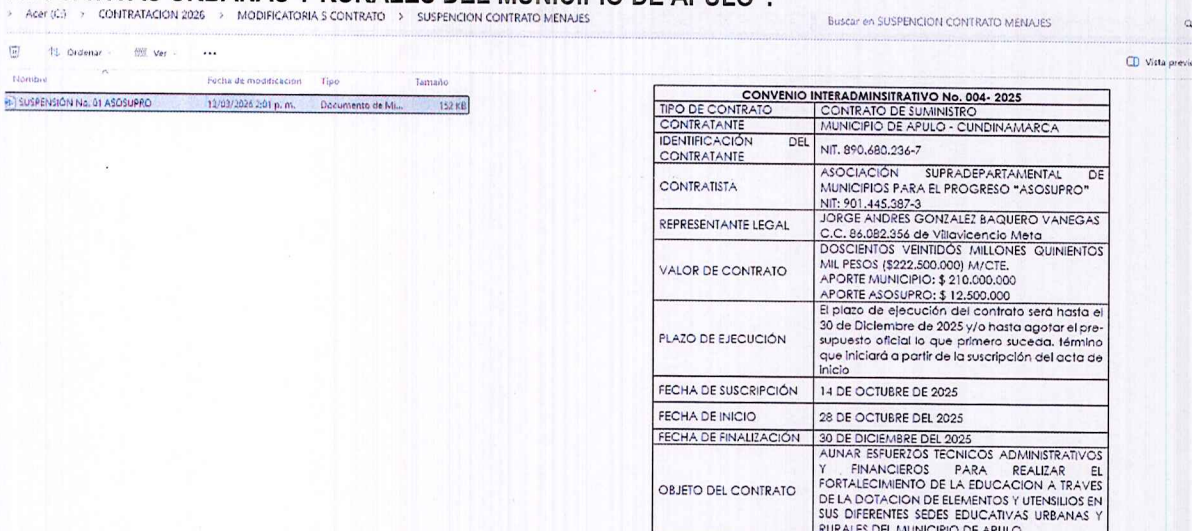 URBANAS Y RURALES DEL MUNICIPIO DE APULO".
Acer (C:) > CONTRATACION 2026 > MODIFICATORIA S CONTRATO > SUSPENCION CONTRATO MENAJES
Buscar en SUSPENCION CONTRATO MENAJES
Ordenar Ver ...
Vista previ
Nombre Fecha de modificación Tipo Tamaño
SUSPENSIÓN No. 01 ASOSUPRO 12/03/2026 2:01 p. m. Documento de Mi... 152 KB
CONVENIO INTERADMINSITRATIVO No. 004- 2025
TIPO DE CONTRATO CONTRATO DE SUMINISTRO
CONTRATANTE MUNICIPIO DE APULO - CUNDINAMARCA
IDENTIFICACIÓN DEL
CONTRATANTE
NIT. 890.680.236-7
CONTRATISTA
ASOCIACIÓN SUPRADEPARTAMENTAL DE
MUNICIPIOS PARA EL PROGRESO "ASOSUPRO"
NIT: 901.445.387-3
REPRESENTANTE LEGAL
JORGE ANDRES GONZALEZ BAQUERO VANEGAS
C.C. 86.082.356 de Villavicencio Meta
VALOR DE CONTRATO
DOSCIENTOS VEINTIDÓS MILLONES QUINIENTOS
MIL PESOS ($222.500.000) M/CTE.
APORTE MUNICIPIO: $ 210.000.000
APORTE ASOSUPRO: $ 12.500.000
PLAZO DE EJECUCIÓN
El plazo de ejecución del contrato será hasta el
30 de Diciembre de 2025 y/o hasta agotar el pre-
supuesto oficial lo que primero suceda. término
que iniciará a partir de la suscripción del acta de
inicio
FECHA DE SUSCRIPCIÓN 14 DE OCTUBRE DE 2025
FECHA DE INICIO 28 DE OCTUBRE DEL 2025
FECHA DE FINALIZACIÓN 30 DE DICIEMBRE DEL 2025
OBJETO DEL CONTRATO
AUNAR ESFUERZOS TECNICOS ADMINISTRATIVOS
Y FINANCIEROS PARA REALIZAR EL
FORTALECIMIENTO DE LA EDUCACION A TRAVES
DE LA DOTACION DE ELEMENTOS Y UTENSILIOS EN
SUS DIFERENTES SEDES EDUCATIVAS URBANAS Y
RURALES DEL MUNICIPIO DE APULO